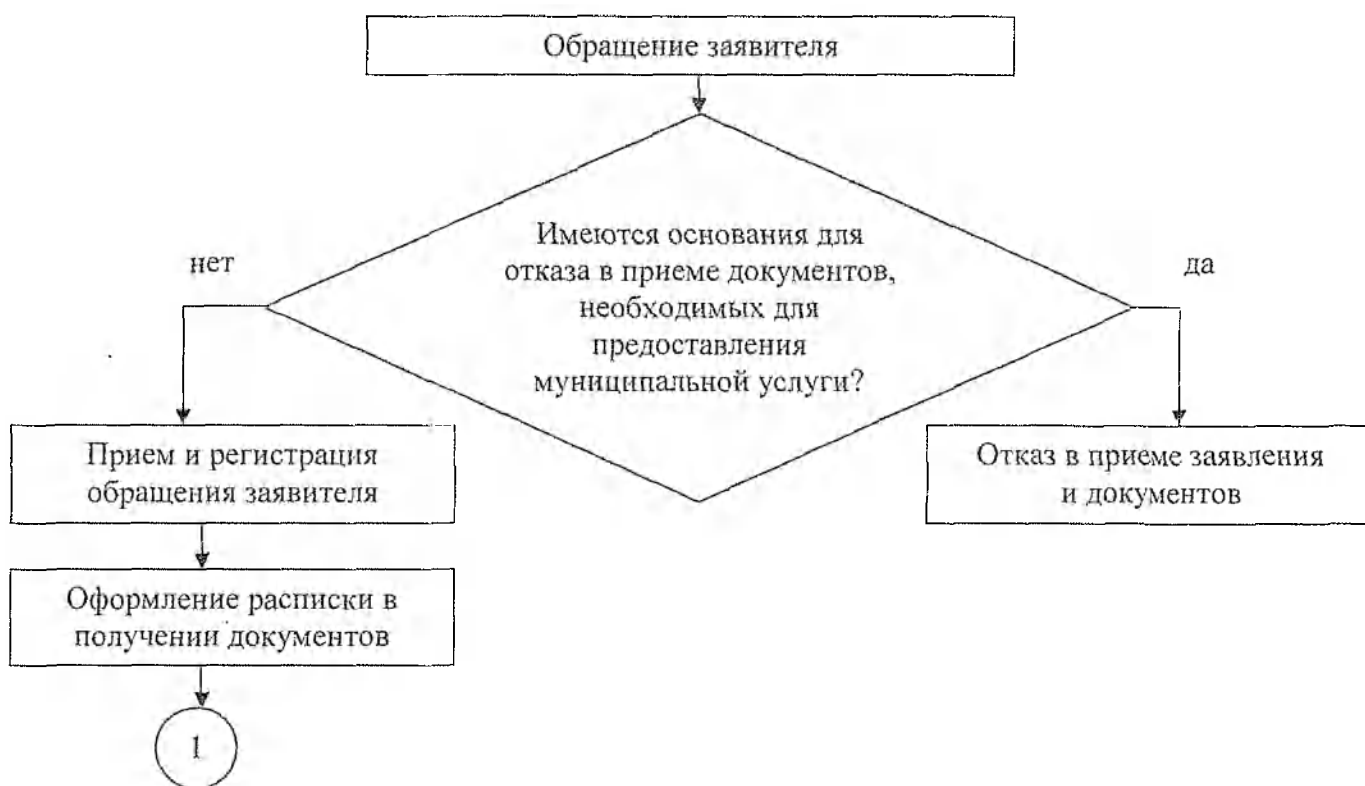 Обращение заявителя
Имеются основания для
отказа в приеме документов,
необходимых для
предоставления
муниципальной услуги?
нет
да
Прием и регистрация
обращения заявителя
Отказ в приеме заявления
и документов
Оформление расписки в
получении документов
1